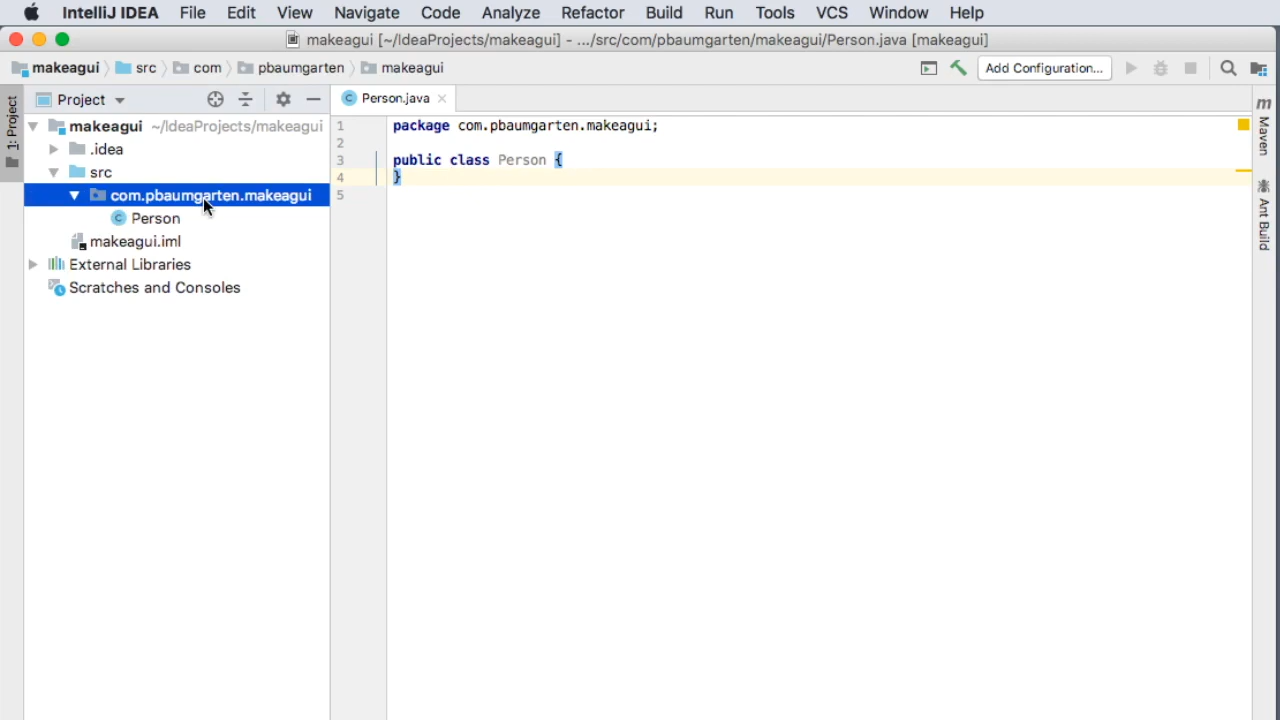 IntelliJ IDEA File Edit View Navigate Code Analyze Refactor Build Run Tools VCS Window Help
makeagui [~/IdeaProjects/makeagui] - .../src/com/pbaumgarten/makeagui/Person.java [makeagui]
makeagui src com pbaumgarten makeagui Add Configuration...
1: Project
Project
makeagui ~/IdeaProjects/makeagui
.idea
src
com.pbaumgarten.makeagui
C Person
makeagui.iml
External Libraries
Scratches and Consoles
C Person.java
1 package com.pbaumgarten.makeagui;
2
3 public class Person {
4 }
5
m Maven
Ant Build